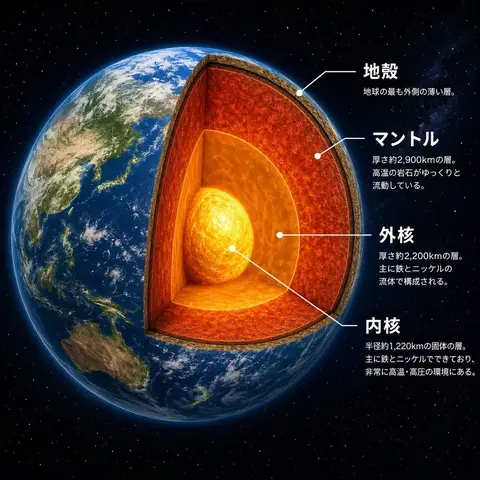 地殻
地球の最も外側の薄い層。
マントル
厚さ約2,900kmの層。
高温の岩石がゆっくりと
流動している。
外核
厚さ約2,200kmの層。
主に鉄とニッケルの
流体で構成される。
内核
半径約1,220kmの固体の層。
主に鉄とニッケルでできており、
非常に高温・高圧の環境にある。